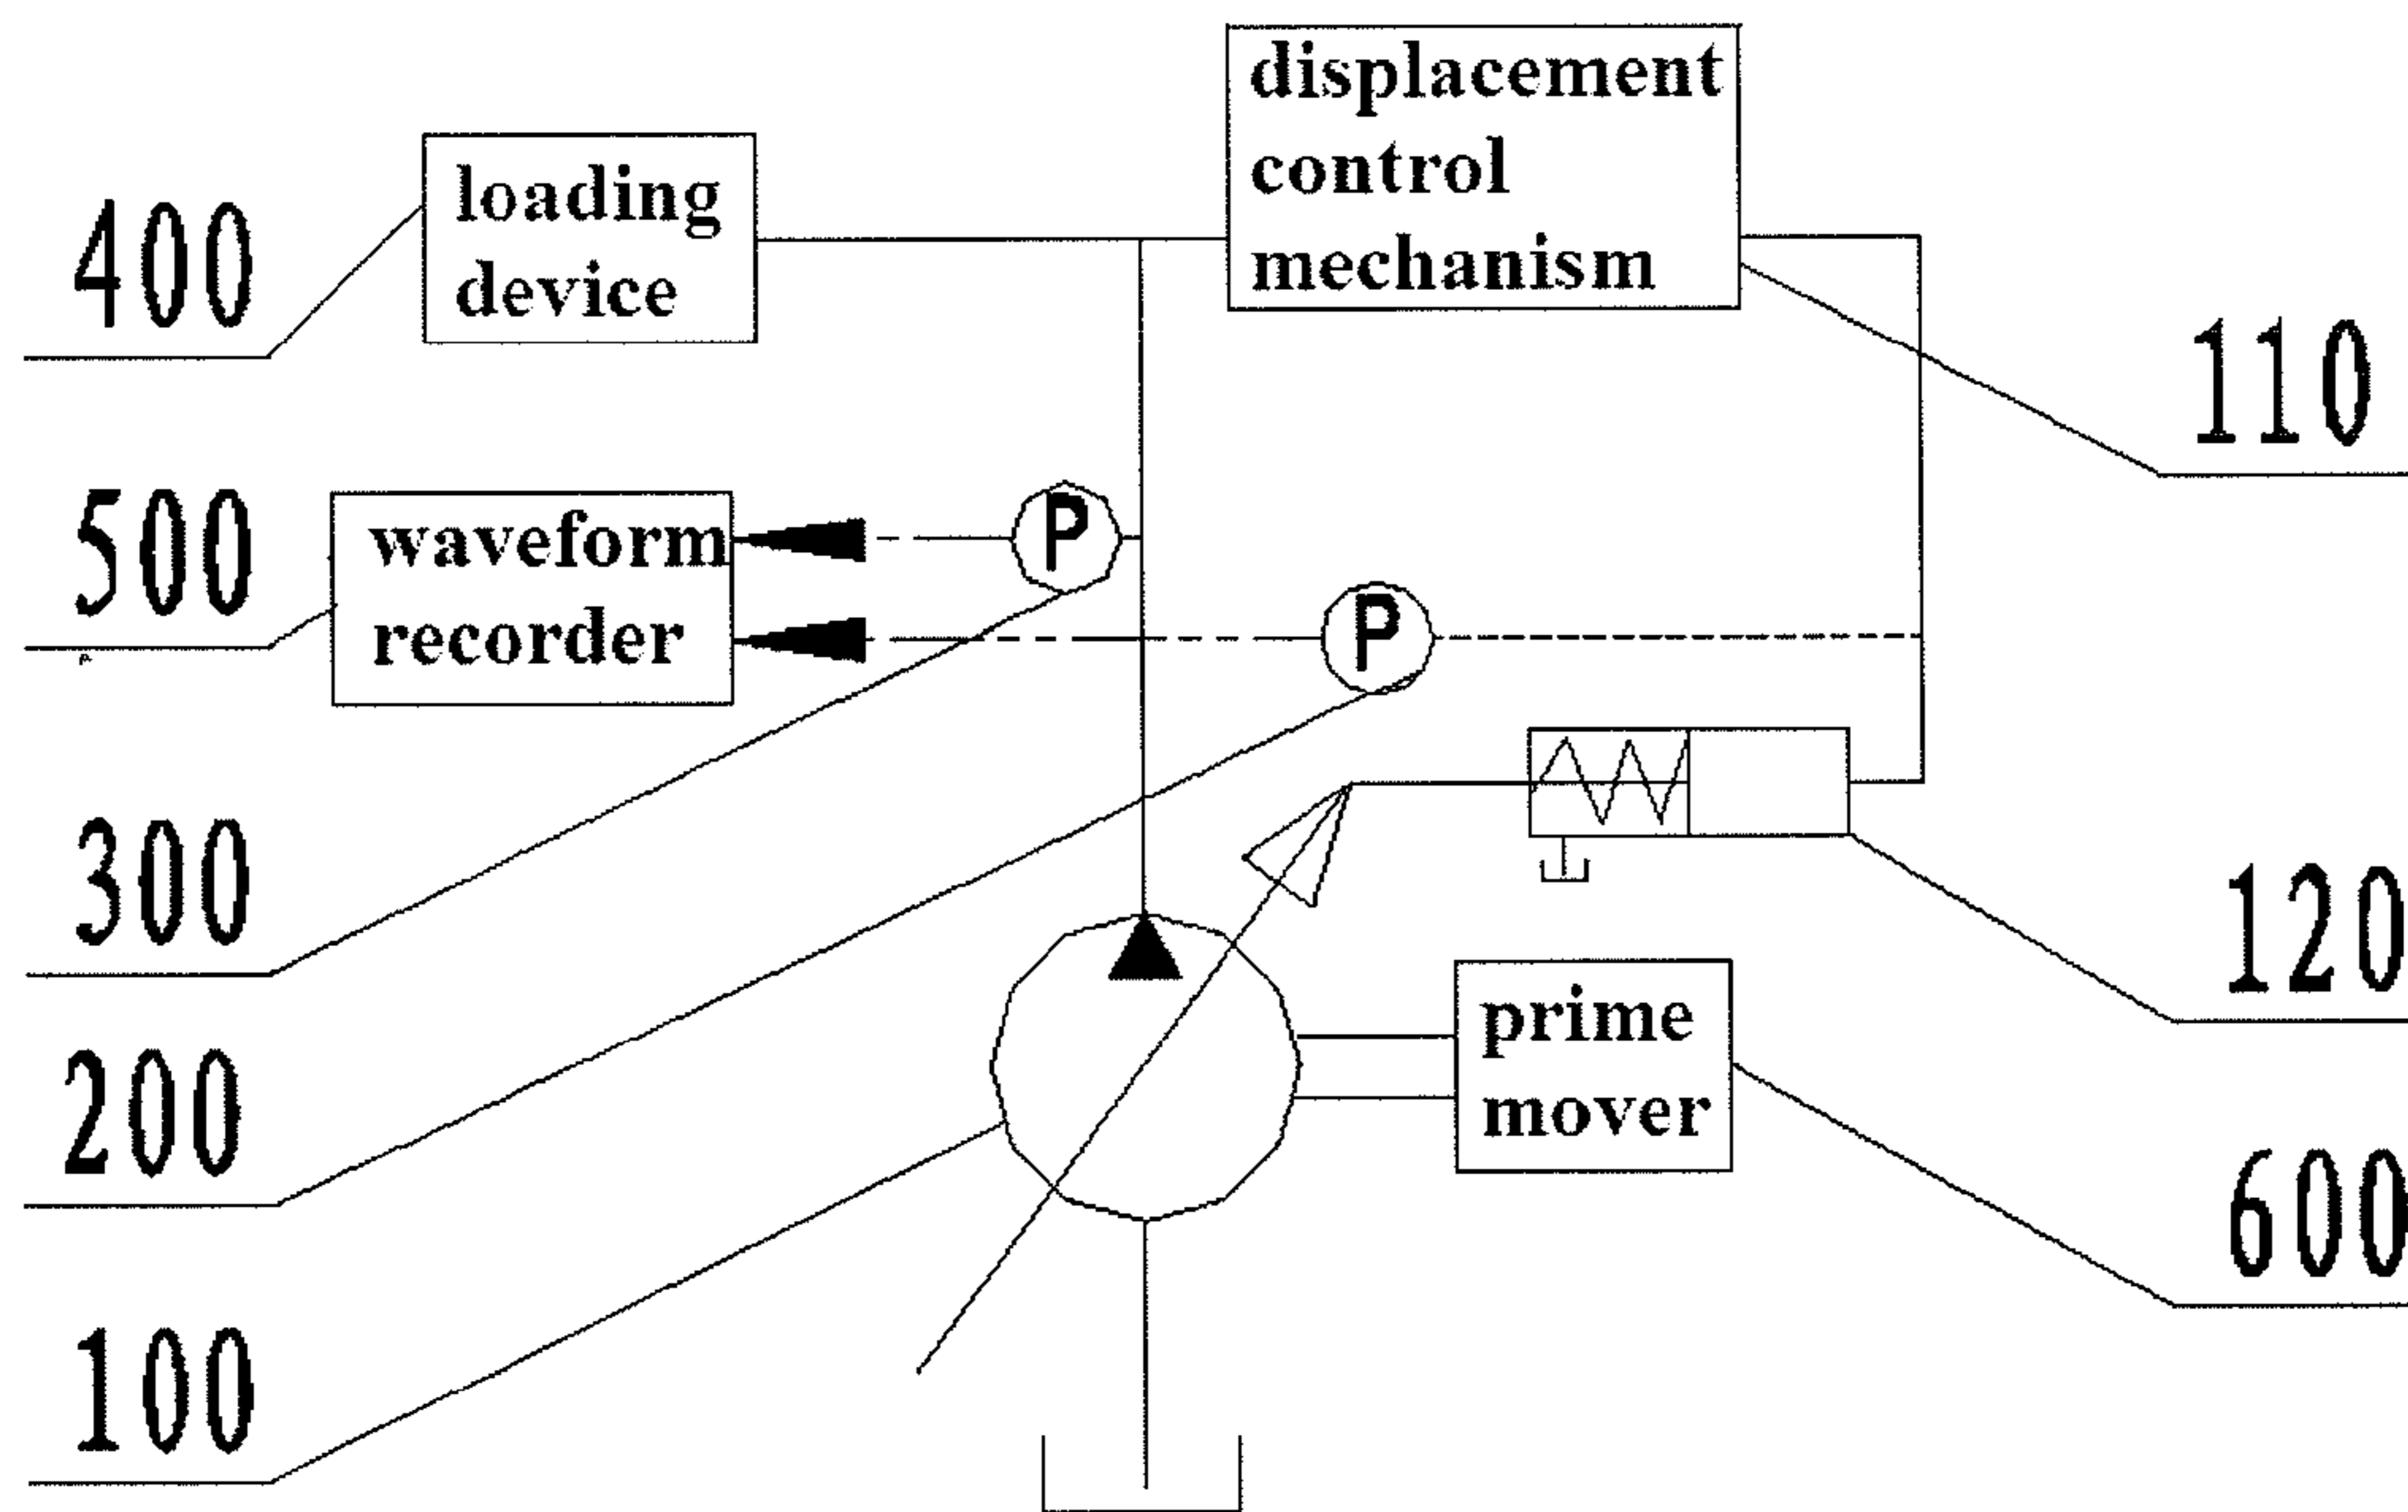 displacement
control
mechanism
loading
device
400
110
500
waveform
recorder
P
P
300
120
prime
mover
200
600
100